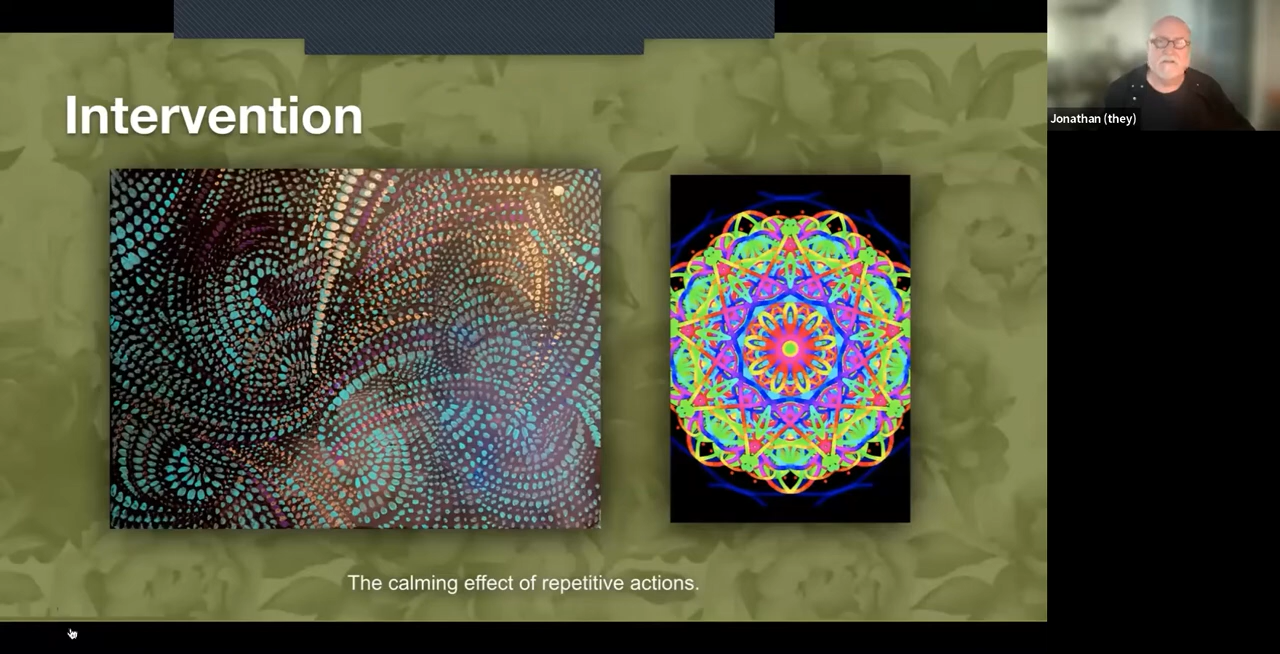 Intervention
Jonathan (they)
The calming effect of repetitive actions.